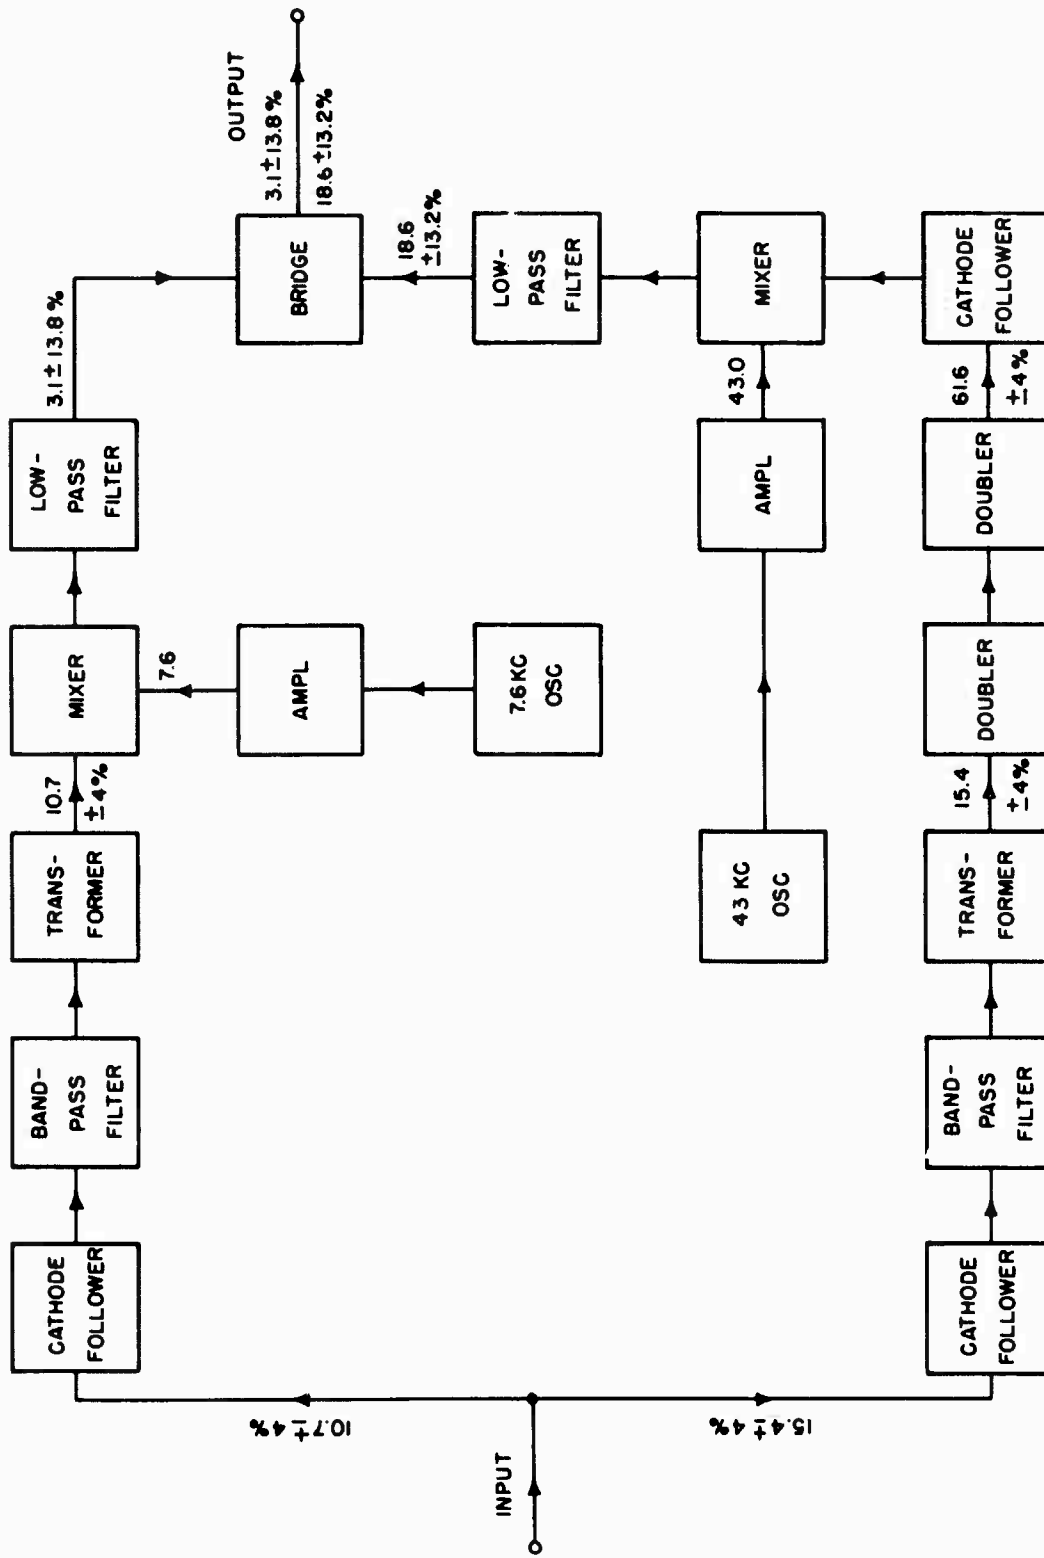 INPUT
10.7 ± 4%
15.4 ± 4%
CATHODE
FOLLOWER
BAND-
PASS
FILTER
TRANS-
FORMER
10.7
±4%
MIXER
LOW-
PASS
FILTER
3.1±13.8%
7.6
AMPL
7.6 KC
OSC
BRIDGE
OUTPUT
3.1±13.8%
18.6±13.2%
18.6
±13.2%
LOW-
PASS
FILTER
MIXER
43.0
AMPL
43 KC
OSC
CATHODE
FOLLOWER
BAND-
PASS
FILTER
TRANS-
FORMER
15.4
±4%
DOUBLER
DOUBLER
61.6
±4%
CATHODE
FOLLOWER